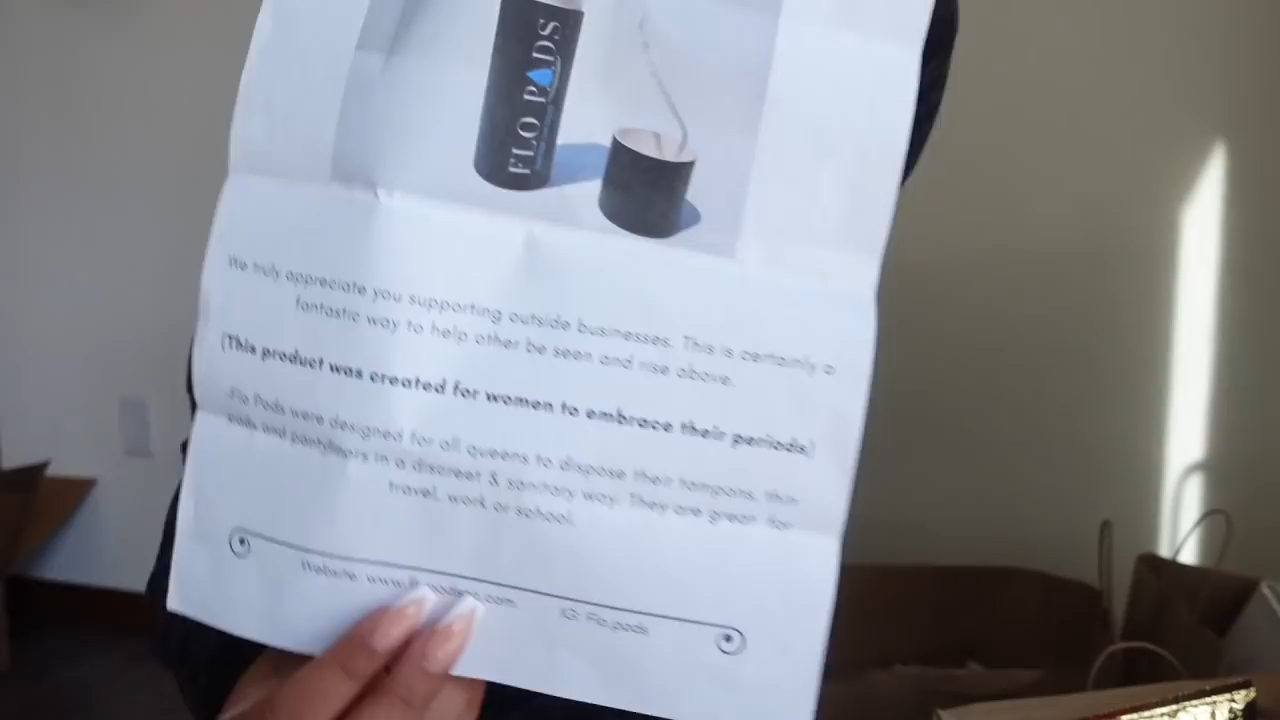 FLO PADS
We truly appreciate you supporting outside businesses. This is certainly a
fantastic way to help other be seen and rise above.
(This product was created for women to embrace their periods)
Flo Pads were designed for all queens to dispose their tampons, thin
pads and pantyliners in a discreet & sanitary way. They are great for
travel, work or school.
Website: IG: Flo.pads